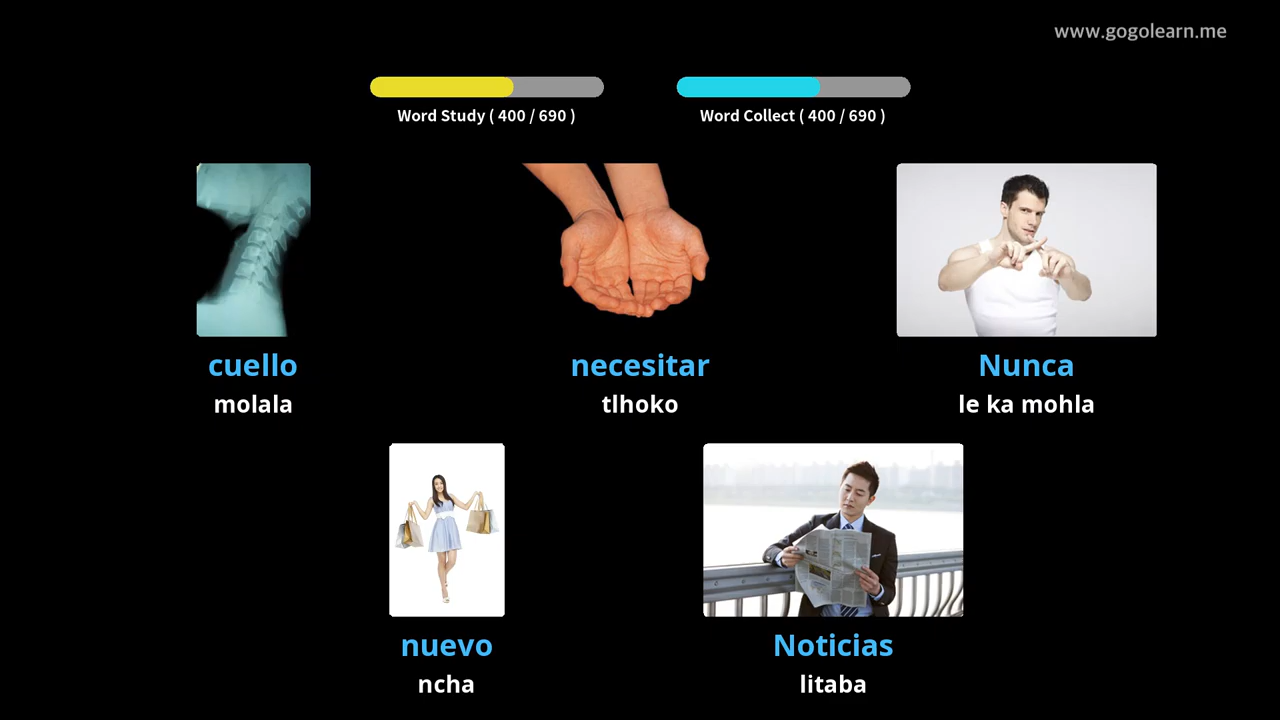 www.gogolearn.me
Word Study ( 400 / 690 )
Word Collect ( 400 / 690 )
cuello
molala
necesitar
tlhoko
Nunca
le ka mohla
nuevo
ncha
Noticias
litaba